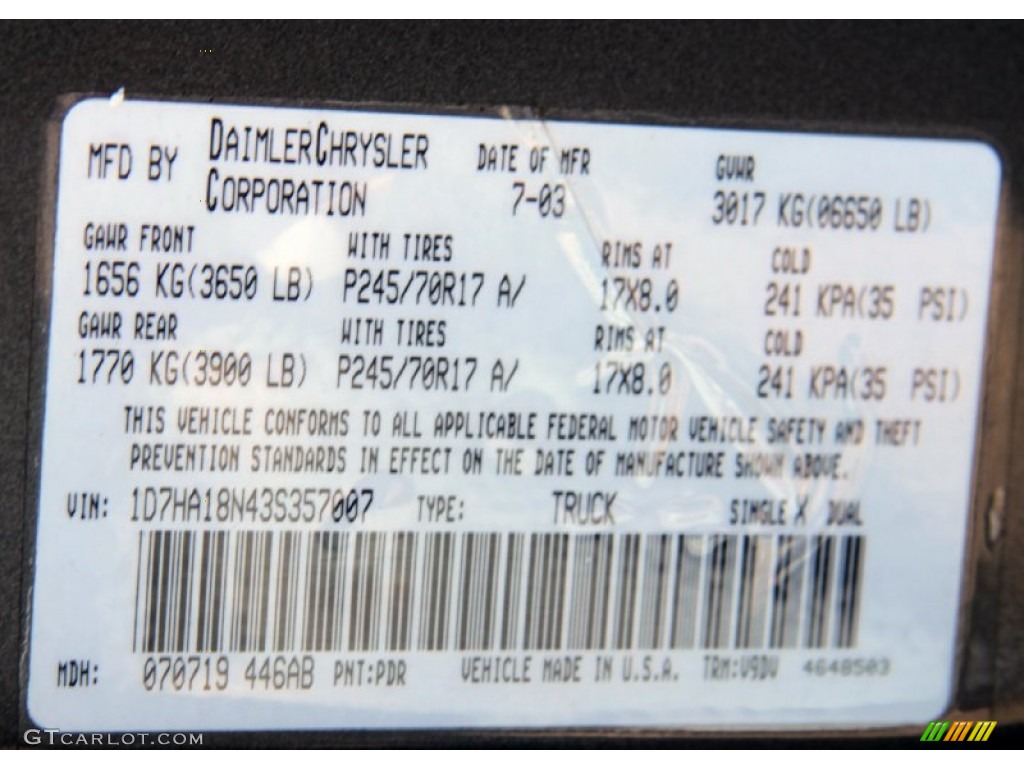 MFD BY DAIMLERCHRYSLER CORPORATION DATE OF MFR 7-03 GVWR 3017 KG(06650 LB)
GAWR FRONT WITH TIRES RIMS AT COLD
1656 KG(3650 LB) P245/70R17 A/ 17X8.0 241 KPA(35 PSI)
GAWR REAR WITH TIRES RIMS AT COLD
1770 KG(3900 LB) P245/70R17 A/ 17X8.0 241 KPA(35 PSI)
THIS VEHICLE CONFORMS TO ALL APPLICABLE FEDERAL MOTOR VEHICLE SAFETY AND THEFT
PREVENTION STANDARDS IN EFFECT ON THE DATE OF MANUFACTURE SHOWN ABOVE.
VIN: 1D7HA18N43S357007 TYPE: TRUCK SINGLE X DUAL
MDH: 070719 446AB PNT:PDR VEHICLE MADE IN U.S.A. TRM:V9DV 4648503
GTCARLOT.COM